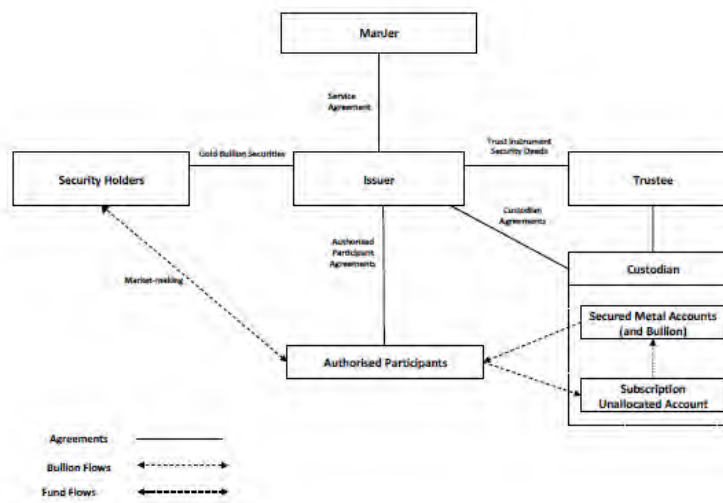 ManJer
Service
Agreement
Gold Bullion Securities
Trust Instrument
Security Deeds
Security Holders
Issuer
Trustee
Custodian
Agreements
Authorised
Participant
Agreements
Custodian
Market-making
Secured Metal Accounts
(and Bullion)
Authorised Participants
Subscription
Unallocated Account
Agreements
Bullion Flows
Fund Flows